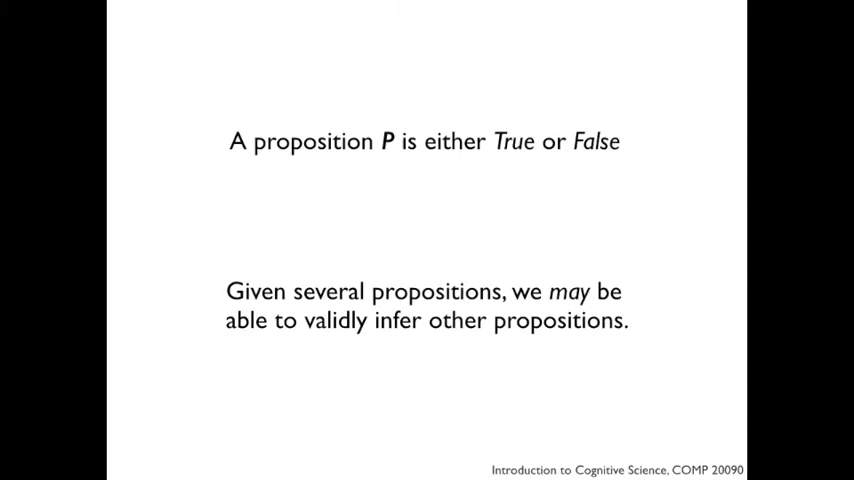 A proposition P is either True or False
Given several propositions, we may be
able to validly infer other propositions.
Introduction to Cognitive Science, COMP 20090